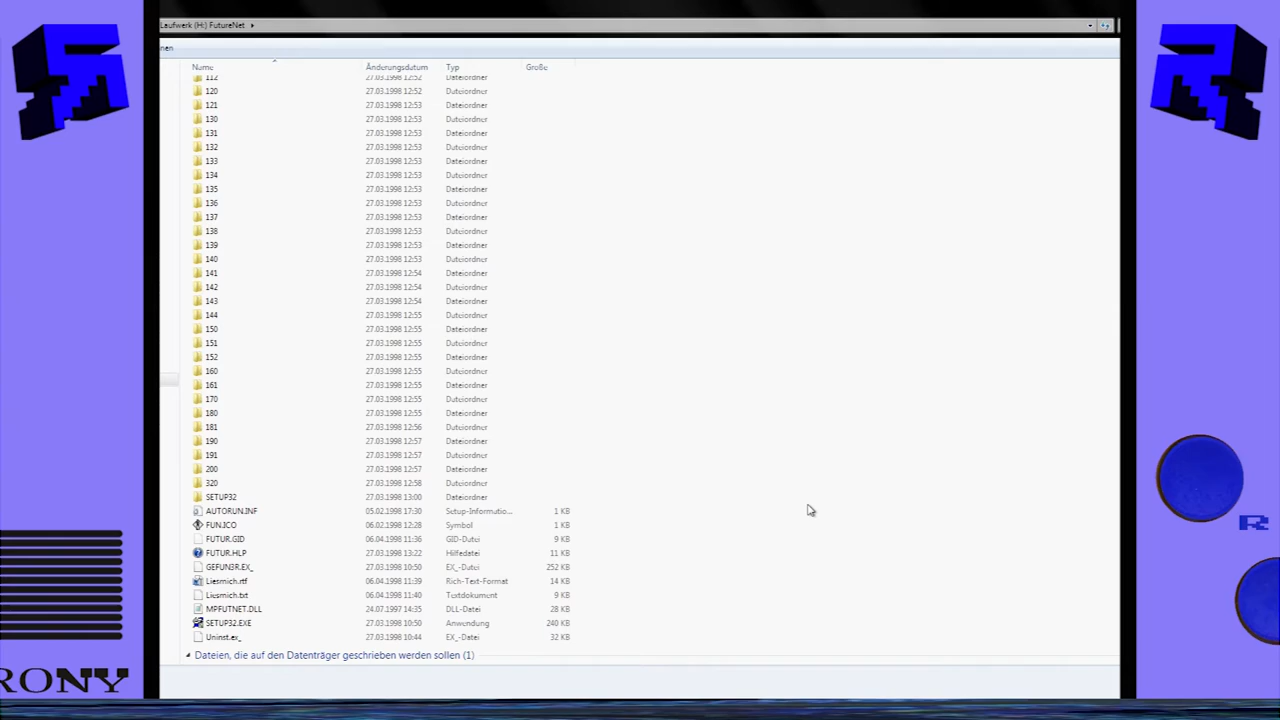 Laufwerk (H:) FutureNet
nen
Name Änderungsdatum Typ Größe
112 27.03.1998 12:52 Dateiordner
120 27.03.1998 12:52 Dateiordner
121 27.03.1998 12:53 Dateiordner
130 27.03.1998 12:53 Dateiordner
131 27.03.1998 12:53 Dateiordner
132 27.03.1998 12:53 Dateiordner
133 27.03.1998 12:53 Dateiordner
134 27.03.1998 12:53 Dateiordner
135 27.03.1998 12:53 Dateiordner
136 27.03.1998 12:53 Dateiordner
137 27.03.1998 12:53 Dateiordner
138 27.03.1998 12:53 Dateiordner
139 27.03.1998 12:53 Dateiordner
140 27.03.1998 12:53 Dateiordner
141 27.03.1998 12:54 Dateiordner
142 27.03.1998 12:54 Dateiordner
143 27.03.1998 12:54 Dateiordner
144 27.03.1998 12:55 Dateiordner
150 27.03.1998 12:55 Dateiordner
151 27.03.1998 12:55 Dateiordner
152 27.03.1998 12:55 Dateiordner
160 27.03.1998 12:55 Dateiordner
161 27.03.1998 12:55 Dateiordner
170 27.03.1998 12:55 Dateiordner
180 27.03.1998 12:55 Dateiordner
181 27.03.1998 12:56 Dateiordner
190 27.03.1998 12:57 Dateiordner
191 27.03.1998 12:57 Dateiordner
200 27.03.1998 12:57 Dateiordner
320 27.03.1998 12:58 Dateiordner
SETUP32 27.03.1998 13:00 Dateiordner
AUTORUN.INF 05.02.1998 17:30 Setup-Informatio... 1 KB
FUN.ICO 06.02.1998 12:28 Symbol 1 KB
FUTUR.GID 06.04.1998 11:36 GID-Datei 9 KB
FUTUR.HLP 27.03.1998 13:22 Hilfedatei 11 KB
GEFUN3R.EX_ 27.03.1998 10:50 EX_-Datei 252 KB
Liesmich.rtf 06.04.1998 11:39 Rich-Text-Format 14 KB
Liesmich.txt 06.04.1998 11:40 Textdokument 9 KB
MPFUTNET.DLL 24.07.1997 14:35 DLL-Datei 28 KB
SETUP32.EXE 27.03.1998 10:50 Anwendung 240 KB
Uninst.ex_ 27.03.1998 10:44 EX_-Datei 32 KB
Dateien, die auf den Datenträger geschrieben werden sollen (1)
RONY